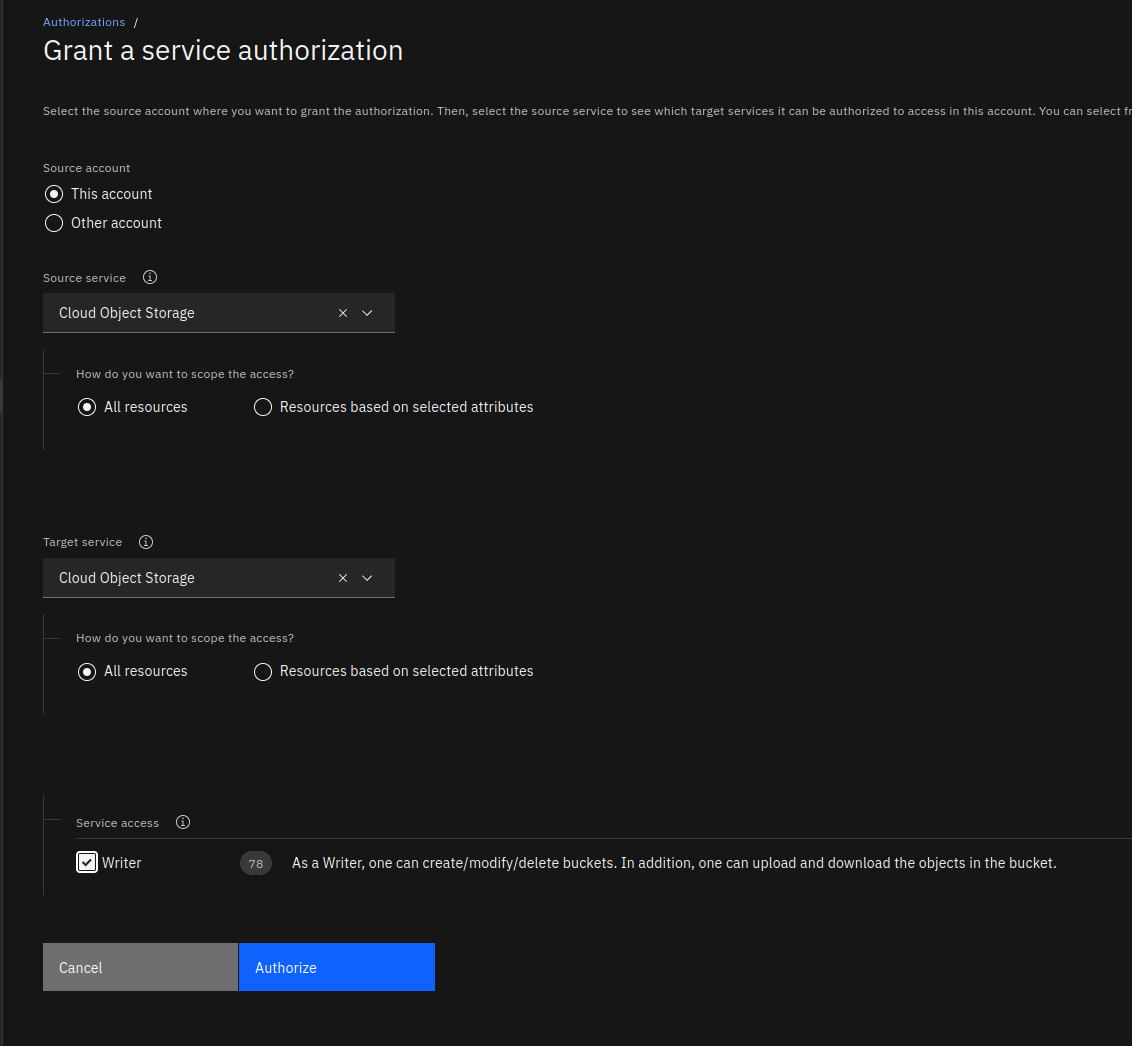 Authorizations /
Grant a service authorization
Select the source account where you want to grant the authorization. Then, select the source service to see which target services it can be authorized to access in this account. You can select
Source account
This account
Other account
Source service
Cloud Object Storage
How do you want to scope the access?
All resources Resources based on selected attributes
Target service
Cloud Object Storage
How do you want to scope the access?
All resources Resources based on selected attributes
Service access
Writer 78 As a Writer, one can create/modify/delete buckets. In addition, one can upload and download the objects in the bucket.
Cancel Authorize